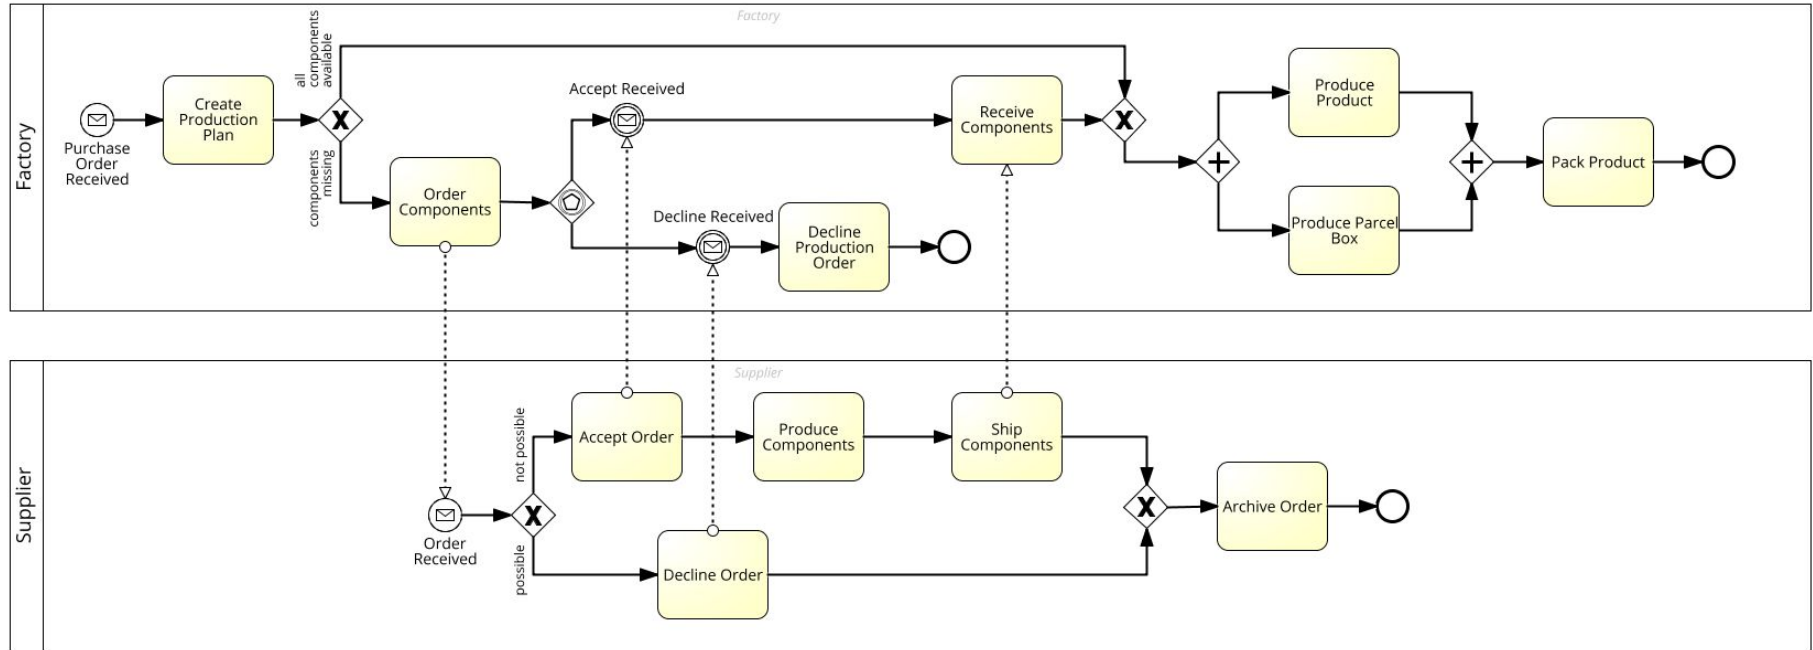 Factory
Factory
Purchase
Order
Received
Create
Production
Plan
all
components
available
components
missing
Order
Components
Accept Received
Decline Received
Decline
Production
Order
Receive
Components
Produce
Product
Produce Parcel
Box
Pack Product
Supplier
Supplier
Order
Received
not possible
possible
Accept Order
Decline Order
Produce
Components
Ship
Components
Archive Order